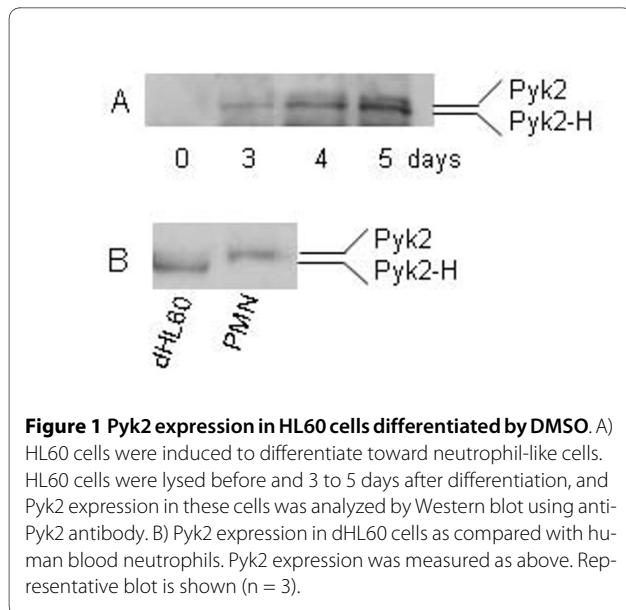 A
Pyk2
Pyk2-H
0 3 4 5 days
B
Pyk2
Pyk2-H
dHL60 PMN
Figure 1 Pyk2 expression in HL60 cells differentiated by DMSO. A)
HL60 cells were induced to differentiate toward neutrophil-like cells.
HL60 cells were lysed before and 3 to 5 days after differentiation, and
Pyk2 expression in these cells was analyzed by Western blot using anti-
Pyk2 antibody. B) Pyk2 expression in dHL60 cells as compared with hu-
man blood neutrophils. Pyk2 expression was measured as above. Rep-
resentative blot is shown (n = 3).